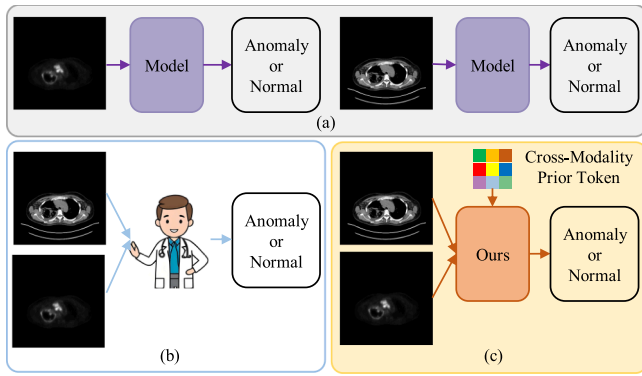 Model
Anomaly
or
Normal
Model
Anomaly
or
Normal
(a)
Anomaly
or
Normal
(b)
Cross-Modality
Prior Token
Ours
Anomaly
or
Normal
(c)